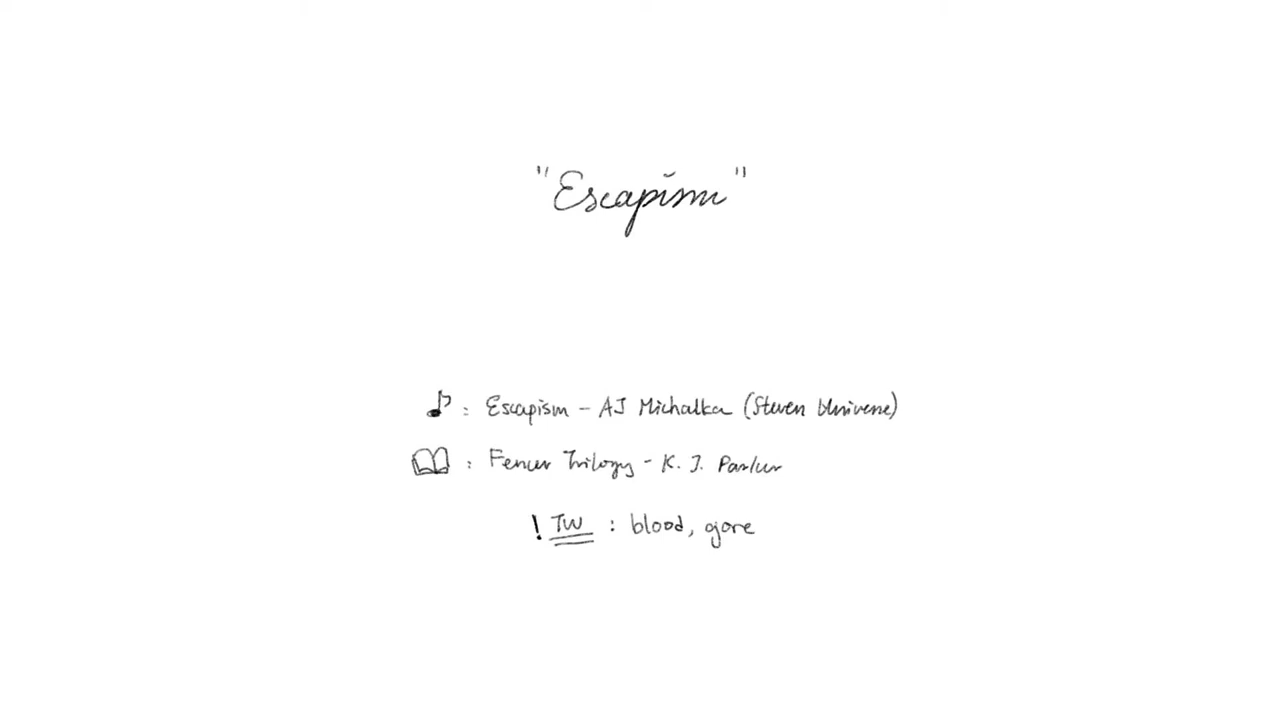 "Escapism"
: Escapism - AJ Michalka (Steven Universe)
: Fencer Trilogy - K. J. Parker
! TW : blood, gore